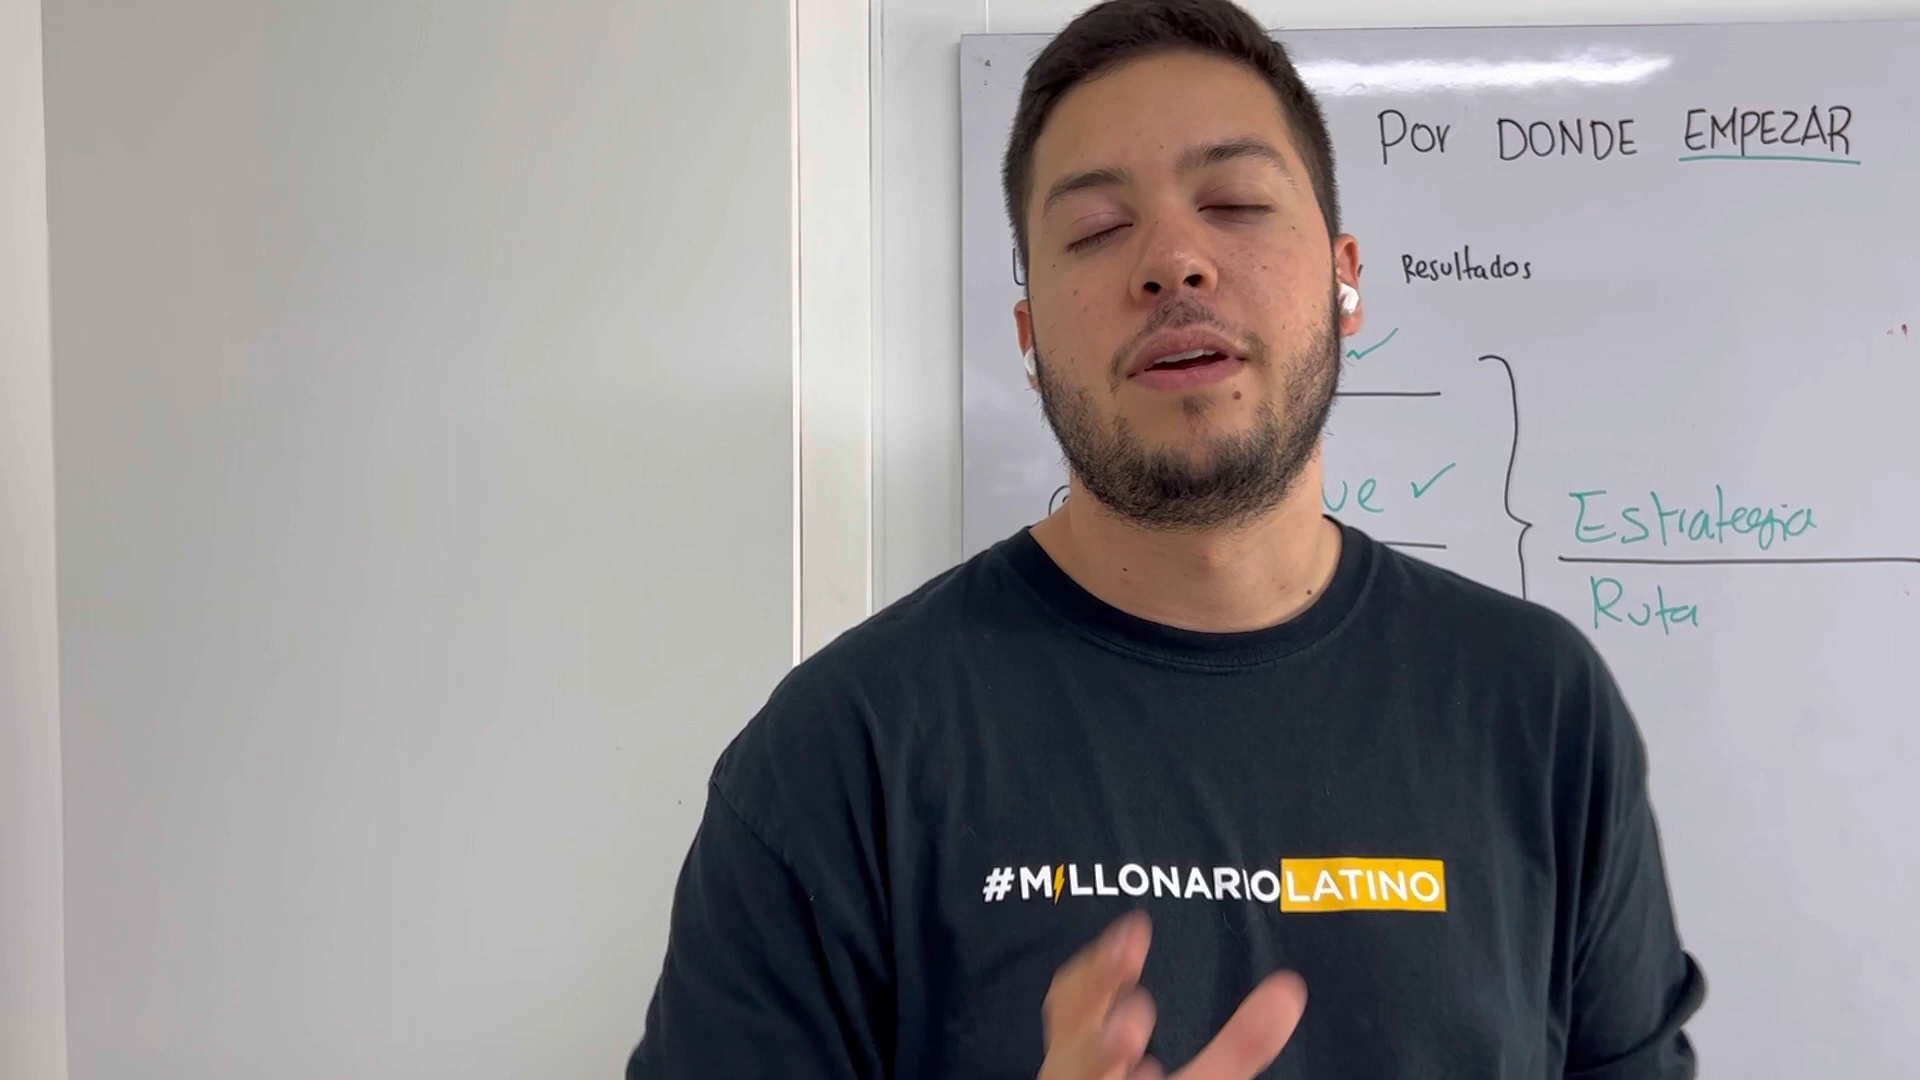 Por DONDE EMPEZAR
Resultados
Estrategia
Ruta
#MILLONARIOLATINO